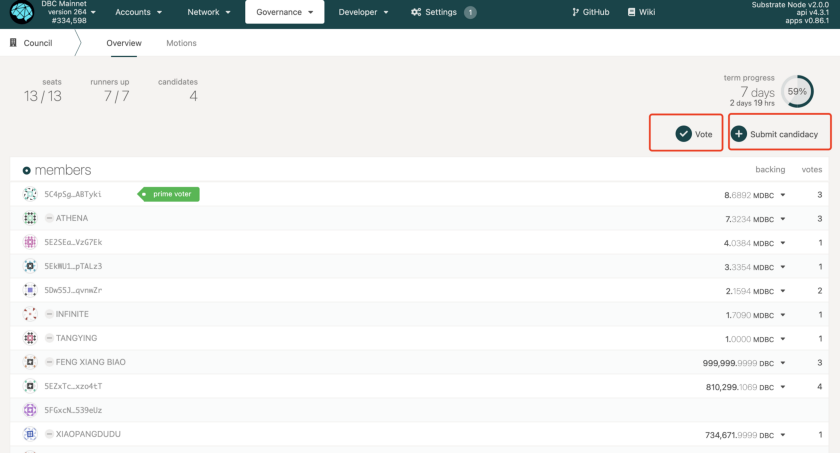 DBC Mainnet
version 264
#334,598
Accounts
Network
Governance
Developer
Settings 1
GitHub
Wiki
Substrate Node v2.0.0
api v4.3.1
apps v0.86.1
Council
Overview
Motions
seats
13/13
runners up
7/7
candidates
4
term progress
7 days
2 days 19 hrs
59%
Vote
Submit candidacy
members backing votes
5C4pSg…ABTyki prime voter 8.6892 MDBC 3
ATHENA 7.3234 MDBC 3
5EZSEa…VzG7Ek 4.0384 MDBC 1
5EkWU1…pTALz3 3.3354 MDBC 1
5DwS5J…qvnwZr 2.1594 MDBC 2
INFINITE 1.7090 MDBC 1
TANGYING 1.0000 MDBC 1
FENG XIANG BIAO 999,999.9999 DBC 3
5EZxTc…xzo4tT 810,299.1069 DBC 4
5FGxcN…539eUz
XIAOPANGDUDU 734,671.9999 DBC 1